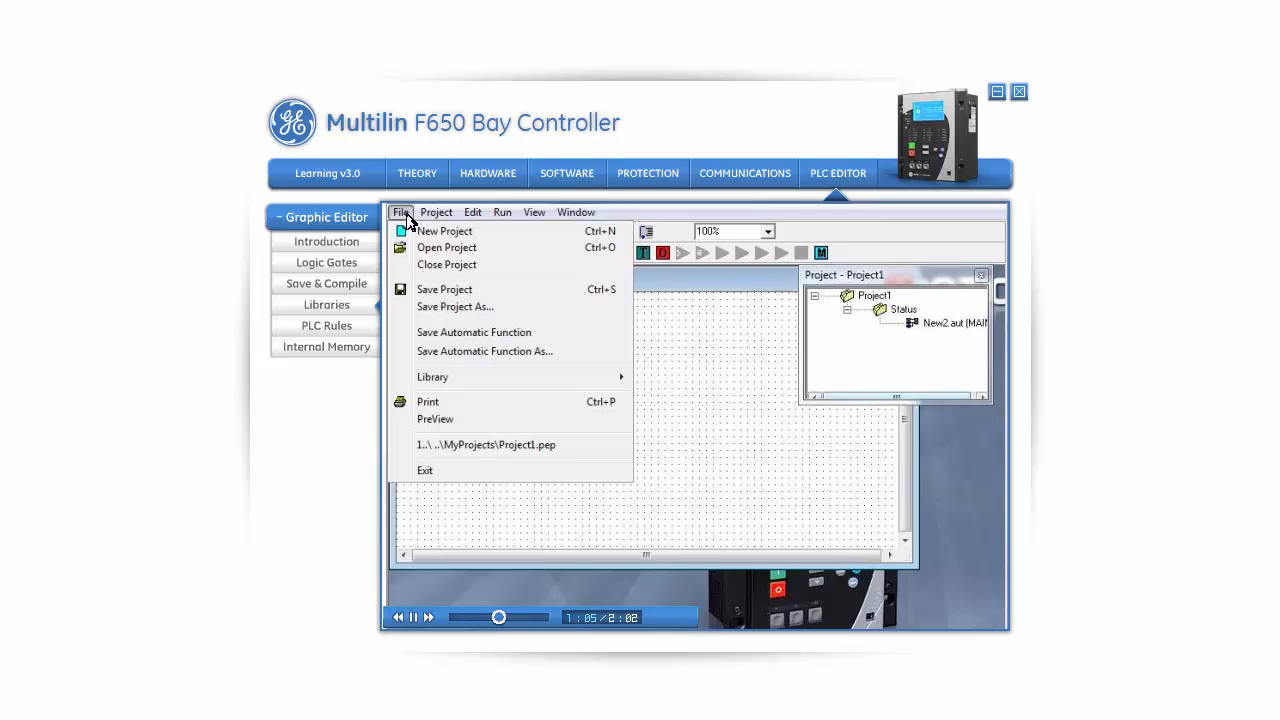 Multilin F650 Bay Controller
Learning v3.0 THEORY HARDWARE SOFTWARE PROTECTION COMMUNICATIONS PLC EDITOR
− Graphic Editor
Introduction
Logic Gates
Save & Compile
Libraries
PLC Rules
Internal Memory
File Project Edit Run View Window
New Project Ctrl+N
Open Project Ctrl+O
Close Project
Save Project Ctrl+S
Save Project As...
Save Automatic Function
Save Automatic Function As...
Library
Print Ctrl+P
PreView
1..\ ..\MyProjects\Project1.pep
Exit
100%
T D M
Project - Project1
Project1
Status
New2.aut (MAIN
1:05/2:02